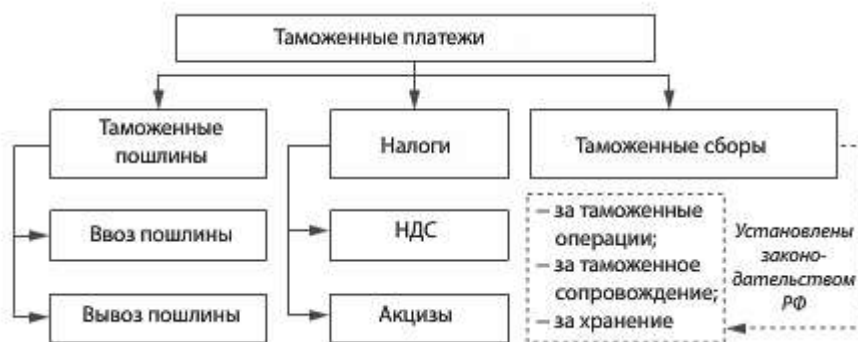 Таможенные платежи
Таможенные
пошлины
Налоги
Таможенные сборы
Ввоз пошлины
НДС
Вывоз пошлины
Акцизы
– за таможенные
операции;
– за таможенное
сопровождение;
– за хранение
Установлены
законо-
дательством
РФ